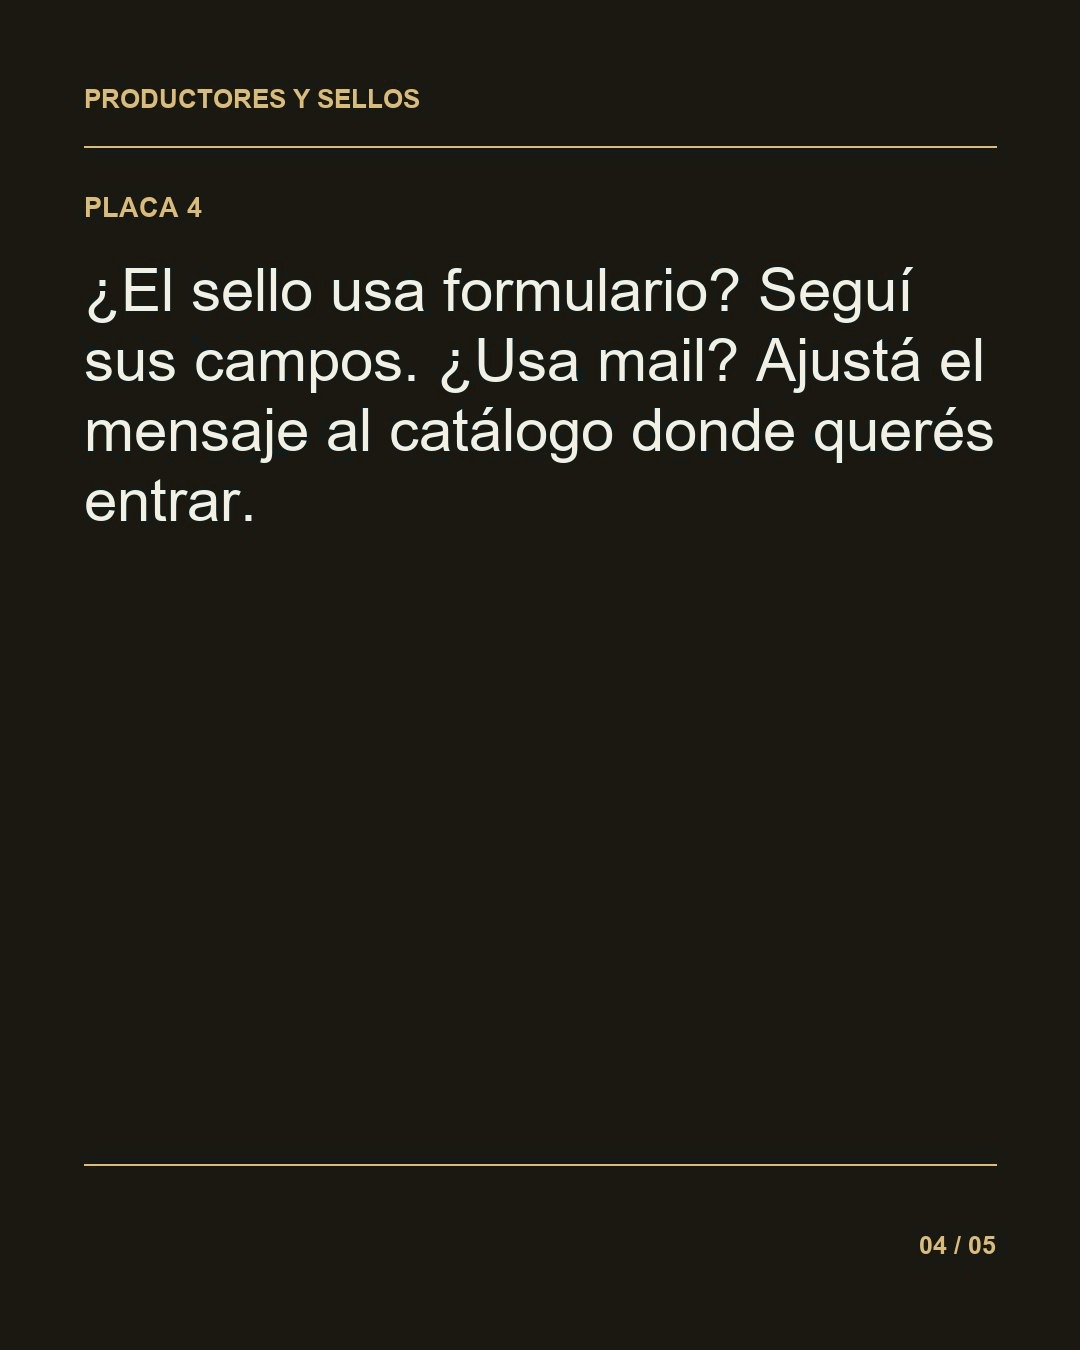 PRODUCTORES Y SELLOS
PLACA 4
¿El sello usa formulario? Seguí
sus campos. ¿Usa mail? Ajustá el
mensaje al catálogo donde querés
entrar.
04 / 05